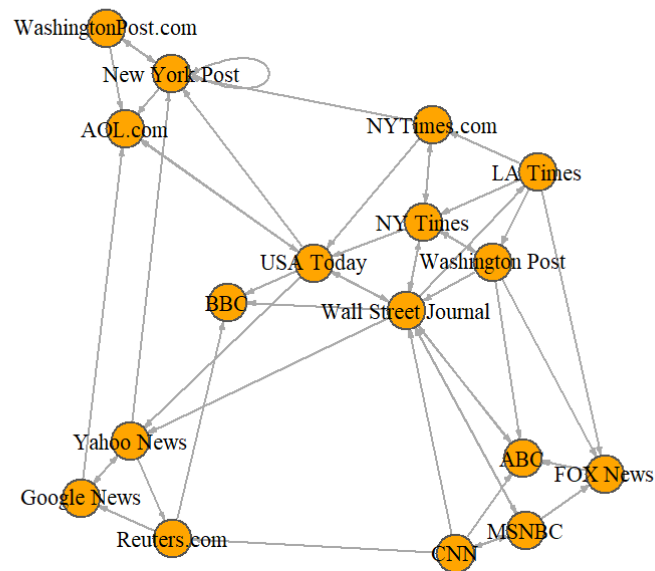 WashingtonPost.com
New York Post
AOL.com
NYTimes.com
LA Times
NY Times
USA Today
Washington Post
BBC
Wall Street Journal
Yahoo News
ABC
FOX News
Google News
MSNBC
Reuters.com
CNN